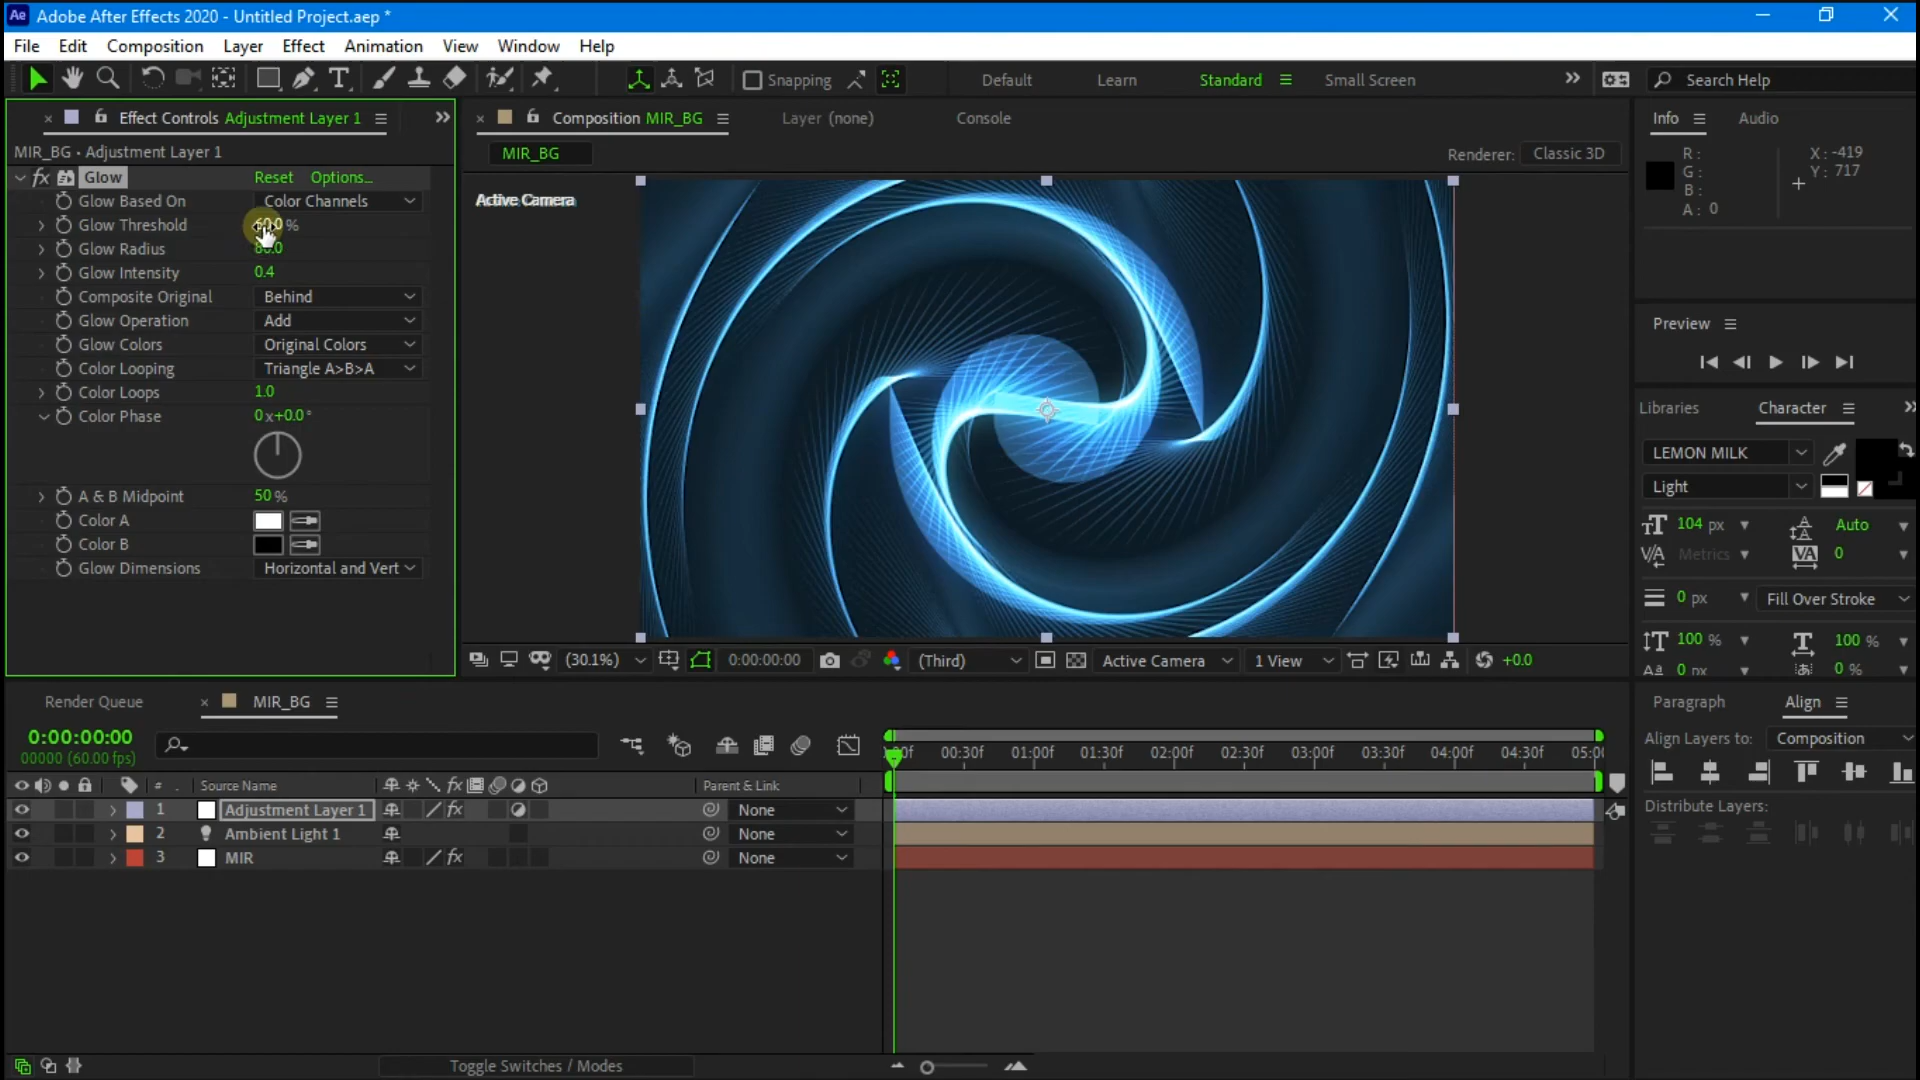 Ae Adobe After Effects 2020 - Untitled Project.aep *
File Edit Composition Layer Effect Animation View Window Help
Snapping Default Learn Standard Small Screen Search Help
Effect Controls Adjustment Layer 1
MIR_BG • Adjustment Layer 1
fx Glow Reset Options...
Glow Based On Color Channels
Glow Threshold %
Glow Radius
Glow Intensity 0.4
Composite Original Behind
Glow Operation Add
Glow Colors Original Colors
Color Looping Triangle A>B>A
Color Loops 1.0
Color Phase 0x+0.0°
A & B Midpoint 50 %
Color A
Color B
Glow Dimensions Horizontal and Vert
Composition MIR_BG Layer (none) Console
MIR_BG Renderer: Classic 3D
Active Camera
(30.1%) 0:00:00:00 (Third) Active Camera 1 View +0.0
Info Audio
R: X: -419
G: Y: 717
B:
A: 0
Preview
Libraries Character
LEMON MILK
Light
104 px Auto
Metrics 0
0 px Fill Over Stroke
100 % 100 %
0 px 0 %
Paragraph Align
Align Layers to: Composition
Distribute Layers:
Render Queue MIR_BG
0:00:00:00
00000 (60.00 fps)
00:30f 01:00f 01:30f 02:00f 02:30f 03:00f 03:30f 04:00f 04:30f 05:0
# . Source Name fx Parent & Link
1 Adjustment Layer 1 fx None
2 Ambient Light 1 None
3 MIR fx None
Toggle Switches / Modes